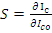 S = ∂I_c / ∂I_co